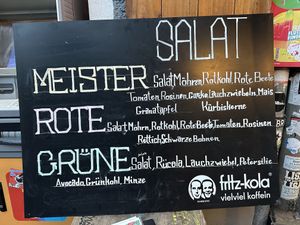 SALAT
MEISTER Salat, Möhren, Rotkohl, Rote Beete
Tomaten, Rosinen, Gurke, Lauchzwiebeln, Mais
Granatapfel Kürbiskerne
ROTE Salat, Möhrn, Rotkohl, Rote Beete, Tomaten, Rosinen
Rettich, Schwarze Bohnen
GRÜNE Salat, Rucola, Lauchzwiebel, Petersilie...
Avocado, Grünkohl, Minze
fritz-kola
vielviel koffein